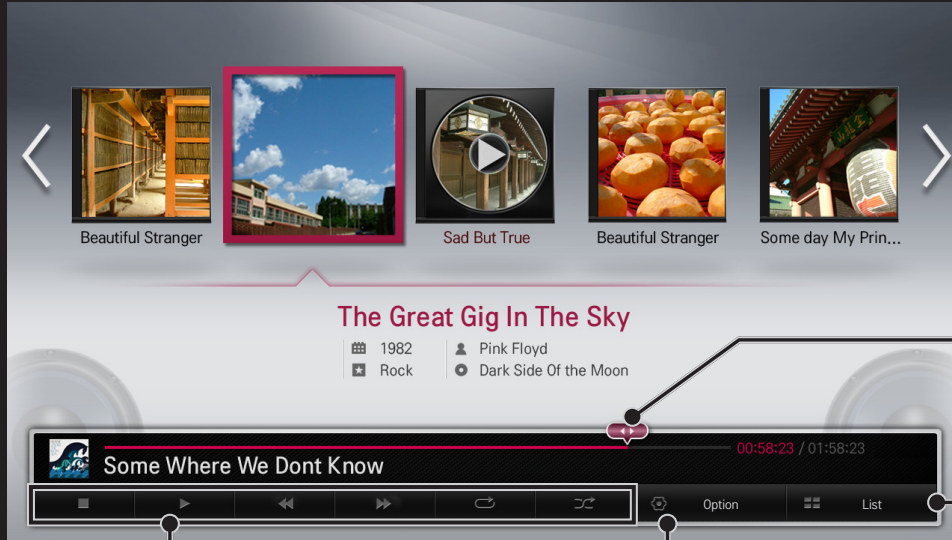 Beautiful Stranger
Sad But True
Beautiful Stranger
Some day My Prin...
The Great Gig In The Sky
1982
Pink Floyd
Rock
Dark Side Of the Moon
00:58:23 / 01:58:23
Some Where We Dont Know
Option
List